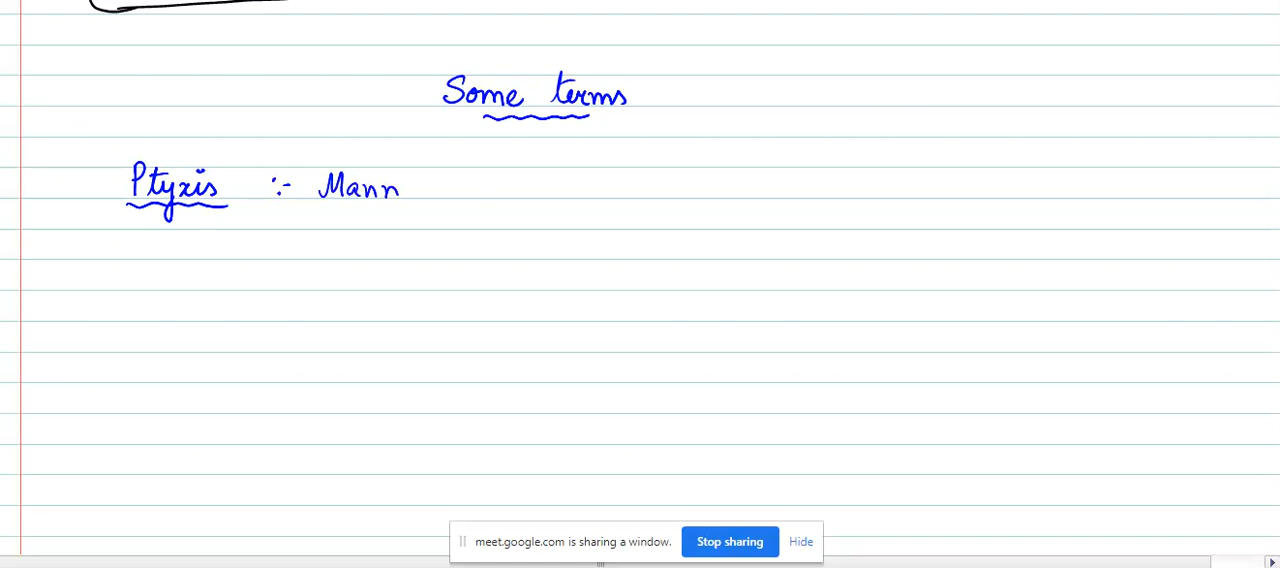 Some terms
Ptyxis :- Mann
meet.google.com is sharing a window. Stop sharing Hide